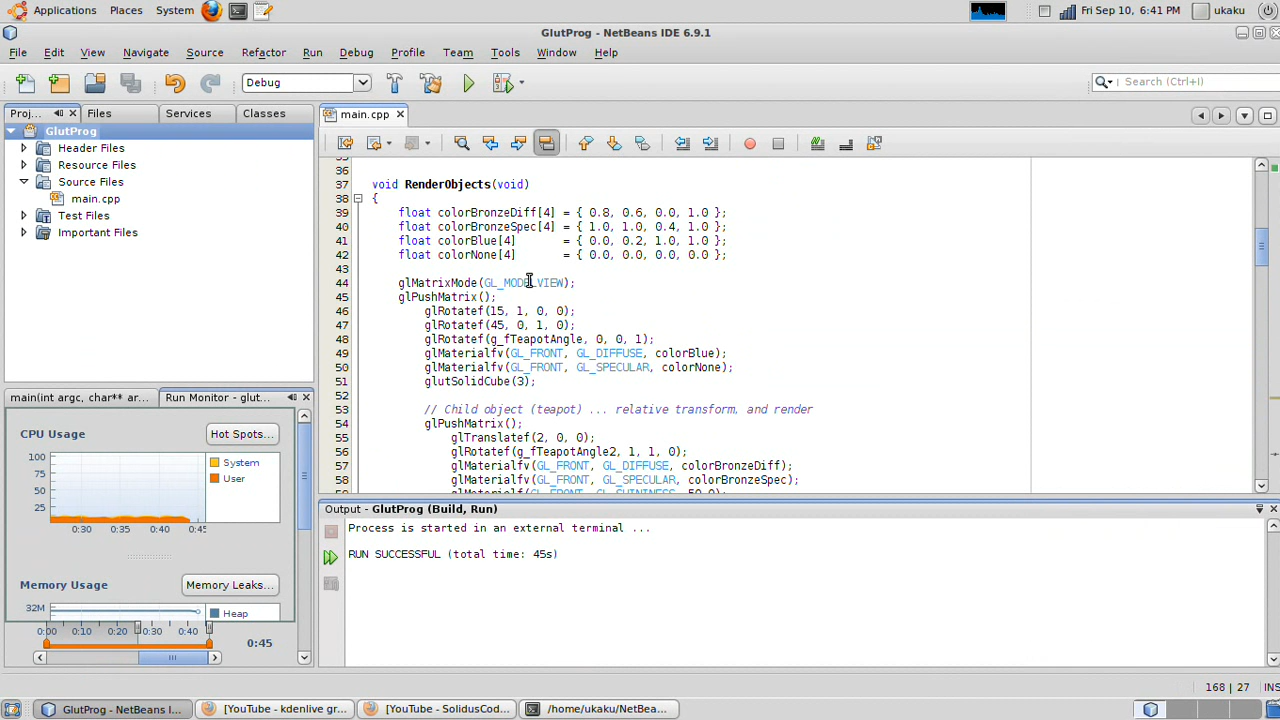 Applications Places System Fri Sep 10, 6:41 PM ukaku
GlutProg - NetBeans IDE 6.9.1
File Edit View Navigate Source Refactor Run Debug Profile Team Tools Window Help
Debug Search (Ctrl+I)
Proj... Files Services Classes main.cpp
GlutProg
Header Files
Resource Files
Source Files
main.cpp
Test Files
Important Files
36
37 void RenderObjects(void)
38 {
39 float colorBronzeDiff[4] = { 0.8, 0.6, 0.0, 1.0 };
40 float colorBronzeSpec[4] = { 1.0, 1.0, 0.4, 1.0 };
41 float colorBlue[4] = { 0.0, 0.2, 1.0, 1.0 };
42 float colorNone[4] = { 0.0, 0.0, 0.0, 0.0 };
43
44 glMatrixMode(GL_MODELVIEW);
45 glPushMatrix();
46 glRotatef(15, 1, 0, 0);
47 glRotatef(45, 0, 1, 0);
48 glRotatef(g_fTeapotAngle, 0, 0, 1);
49 glMaterialfv(GL_FRONT, GL_DIFFUSE, colorBlue);
50 glMaterialfv(GL_FRONT, GL_SPECULAR, colorNone);
51 glutSolidCube(3);
52
53 // Child object (teapot) ... relative transform, and render
54 glPushMatrix();
55 glTranslatef(2, 0, 0);
56 glRotatef(g_fTeapotAngle2, 1, 1, 0);
57 glMaterialfv(GL_FRONT, GL_DIFFUSE, colorBronzeDiff);
58 glMaterialfv(GL_FRONT, GL_SPECULAR, colorBronzeSpec);
main(int argc, char** ar... Run Monitor - glut...
CPU Usage Hot Spots...
100
75
50
25
System
User
0:30 0:35 0:40 0:45
Memory Usage Memory Leaks...
32M Heap
0:00 0:10 0:20 0:30 0:40 0:45
Output - GlutProg (Build, Run)
Process is started in an external terminal ...
RUN SUCCESSFUL (total time: 45s)
168 | 27 INS
GlutProg - NetBeans I... [YouTube - kdenlive gr... [YouTube - SolidusCod... /home/ukaku/NetBea...